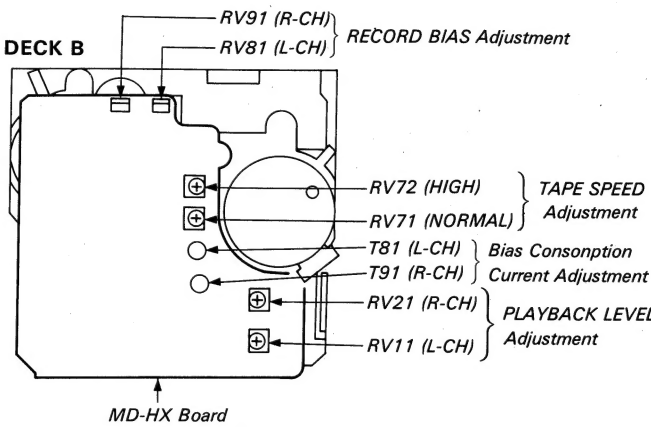 RV91 (R-CH)
RV81 (L-CH)
RECORD BIAS Adjustment
DECK B
RV72 (HIGH)
RV71 (NORMAL)
TAPE SPEED
Adjustment
T81 (L-CH)
T91 (R-CH)
Bias Consonption
Current Adjustment
RV21 (R-CH)
RV11 (L-CH)
PLAYBACK LEVEL
Adjustment
MD-HX Board